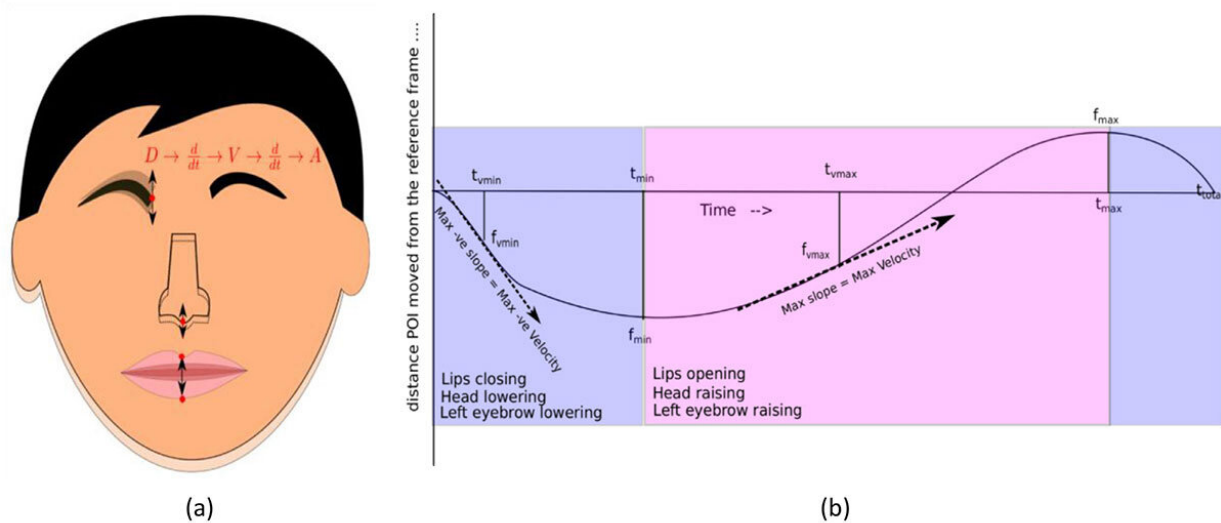 D → d/dt → V → d/dt → A
(a)
distance POI moved from the reference frame ....
f_max
t_vmin
t_min
t_vmax
t_max
t_total
Time -->
f_vmin
f_vmax
f_min
Max -ve slope = Max -ve Velocity
Max slope = Max Velocity
Lips closing
Head lowering
Left eyebrow lowering
Lips opening
Head raising
Left eyebrow raising
(b)